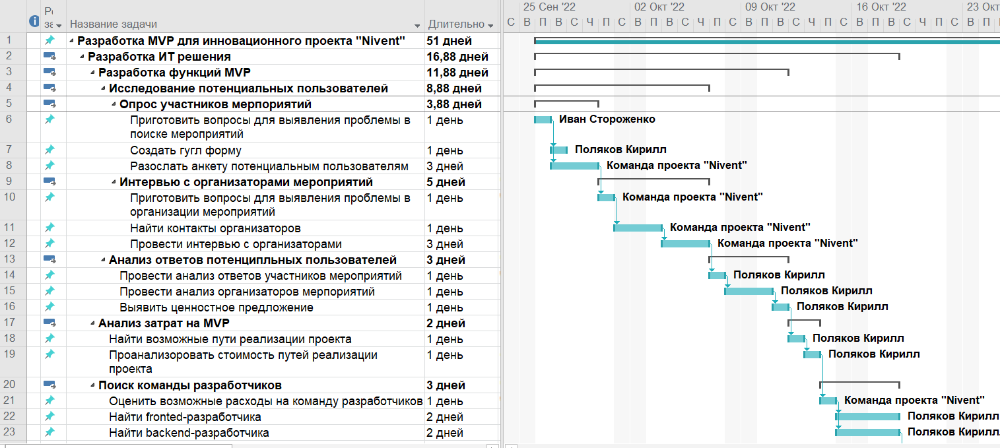 Ре
за
Название задачи
Длительно
25 Сен '22 02 Окт '22 09 Окт '22 16 Окт '22 23 Окт
С В П В С Ч П С В П В С Ч П С В П В С Ч П С В П В С Ч П С В П
1 Разработка MVP для инновационного проекта "Nivent" 51 дней
2 Разработка ИТ решения 16,88 дней
3 Разработка функций MVP 11,88 дней
4 Исследование потенциальных пользователей 8,88 дней
5 Опрос участников мерпориятий 3,88 дней
6 Приготовить вопросы для выявления проблемы в 1 день Иван Стороженко
поиске мероприятий
7 Создать гугл форму 1 день Поляков Кирилл
8 Разослать анкету потенциальным пользователям 3 дней Команда проекта "Nivent"
9 Интервью с организаторами мероприятий 5 дней
10 Приготовить вопросы для выявления проблемы в 1 день Команда проекта "Nivent"
организации мероприятий
11 Найти контакты организаторов 1 день Команда проекта "Nivent"
12 Провести интервью с организаторами 3 дней Команда проекта "Nivent"
13 Анализ ответов потенципльных пользователей 3 дней
14 Провести анализ ответов участников мероприятий 1 день Поляков Кирилл
15 Провести анализ организаторов мерпориятий 1 день Поляков Кирилл
16 Выявить ценностное предложение 1 день Поляков Кирилл
17 Анализ затрат на MVP 2 дней
18 Найти возможные пути реализации проекта 1 день Поляков Кирилл
19 Проанализоровать стоимость путей реализации 1 день Поляков Кирилл
проекта
20 Поиск команды разработчиков 3 дней
21 Оценить возможные расходы на команду разработчиков 1 день Команда проекта "Nivent"
22 Найти fronted-разработчика 2 дней Поляков Кирилл
23 Найти backend-разработчика 2 дней Поляков Кирилл